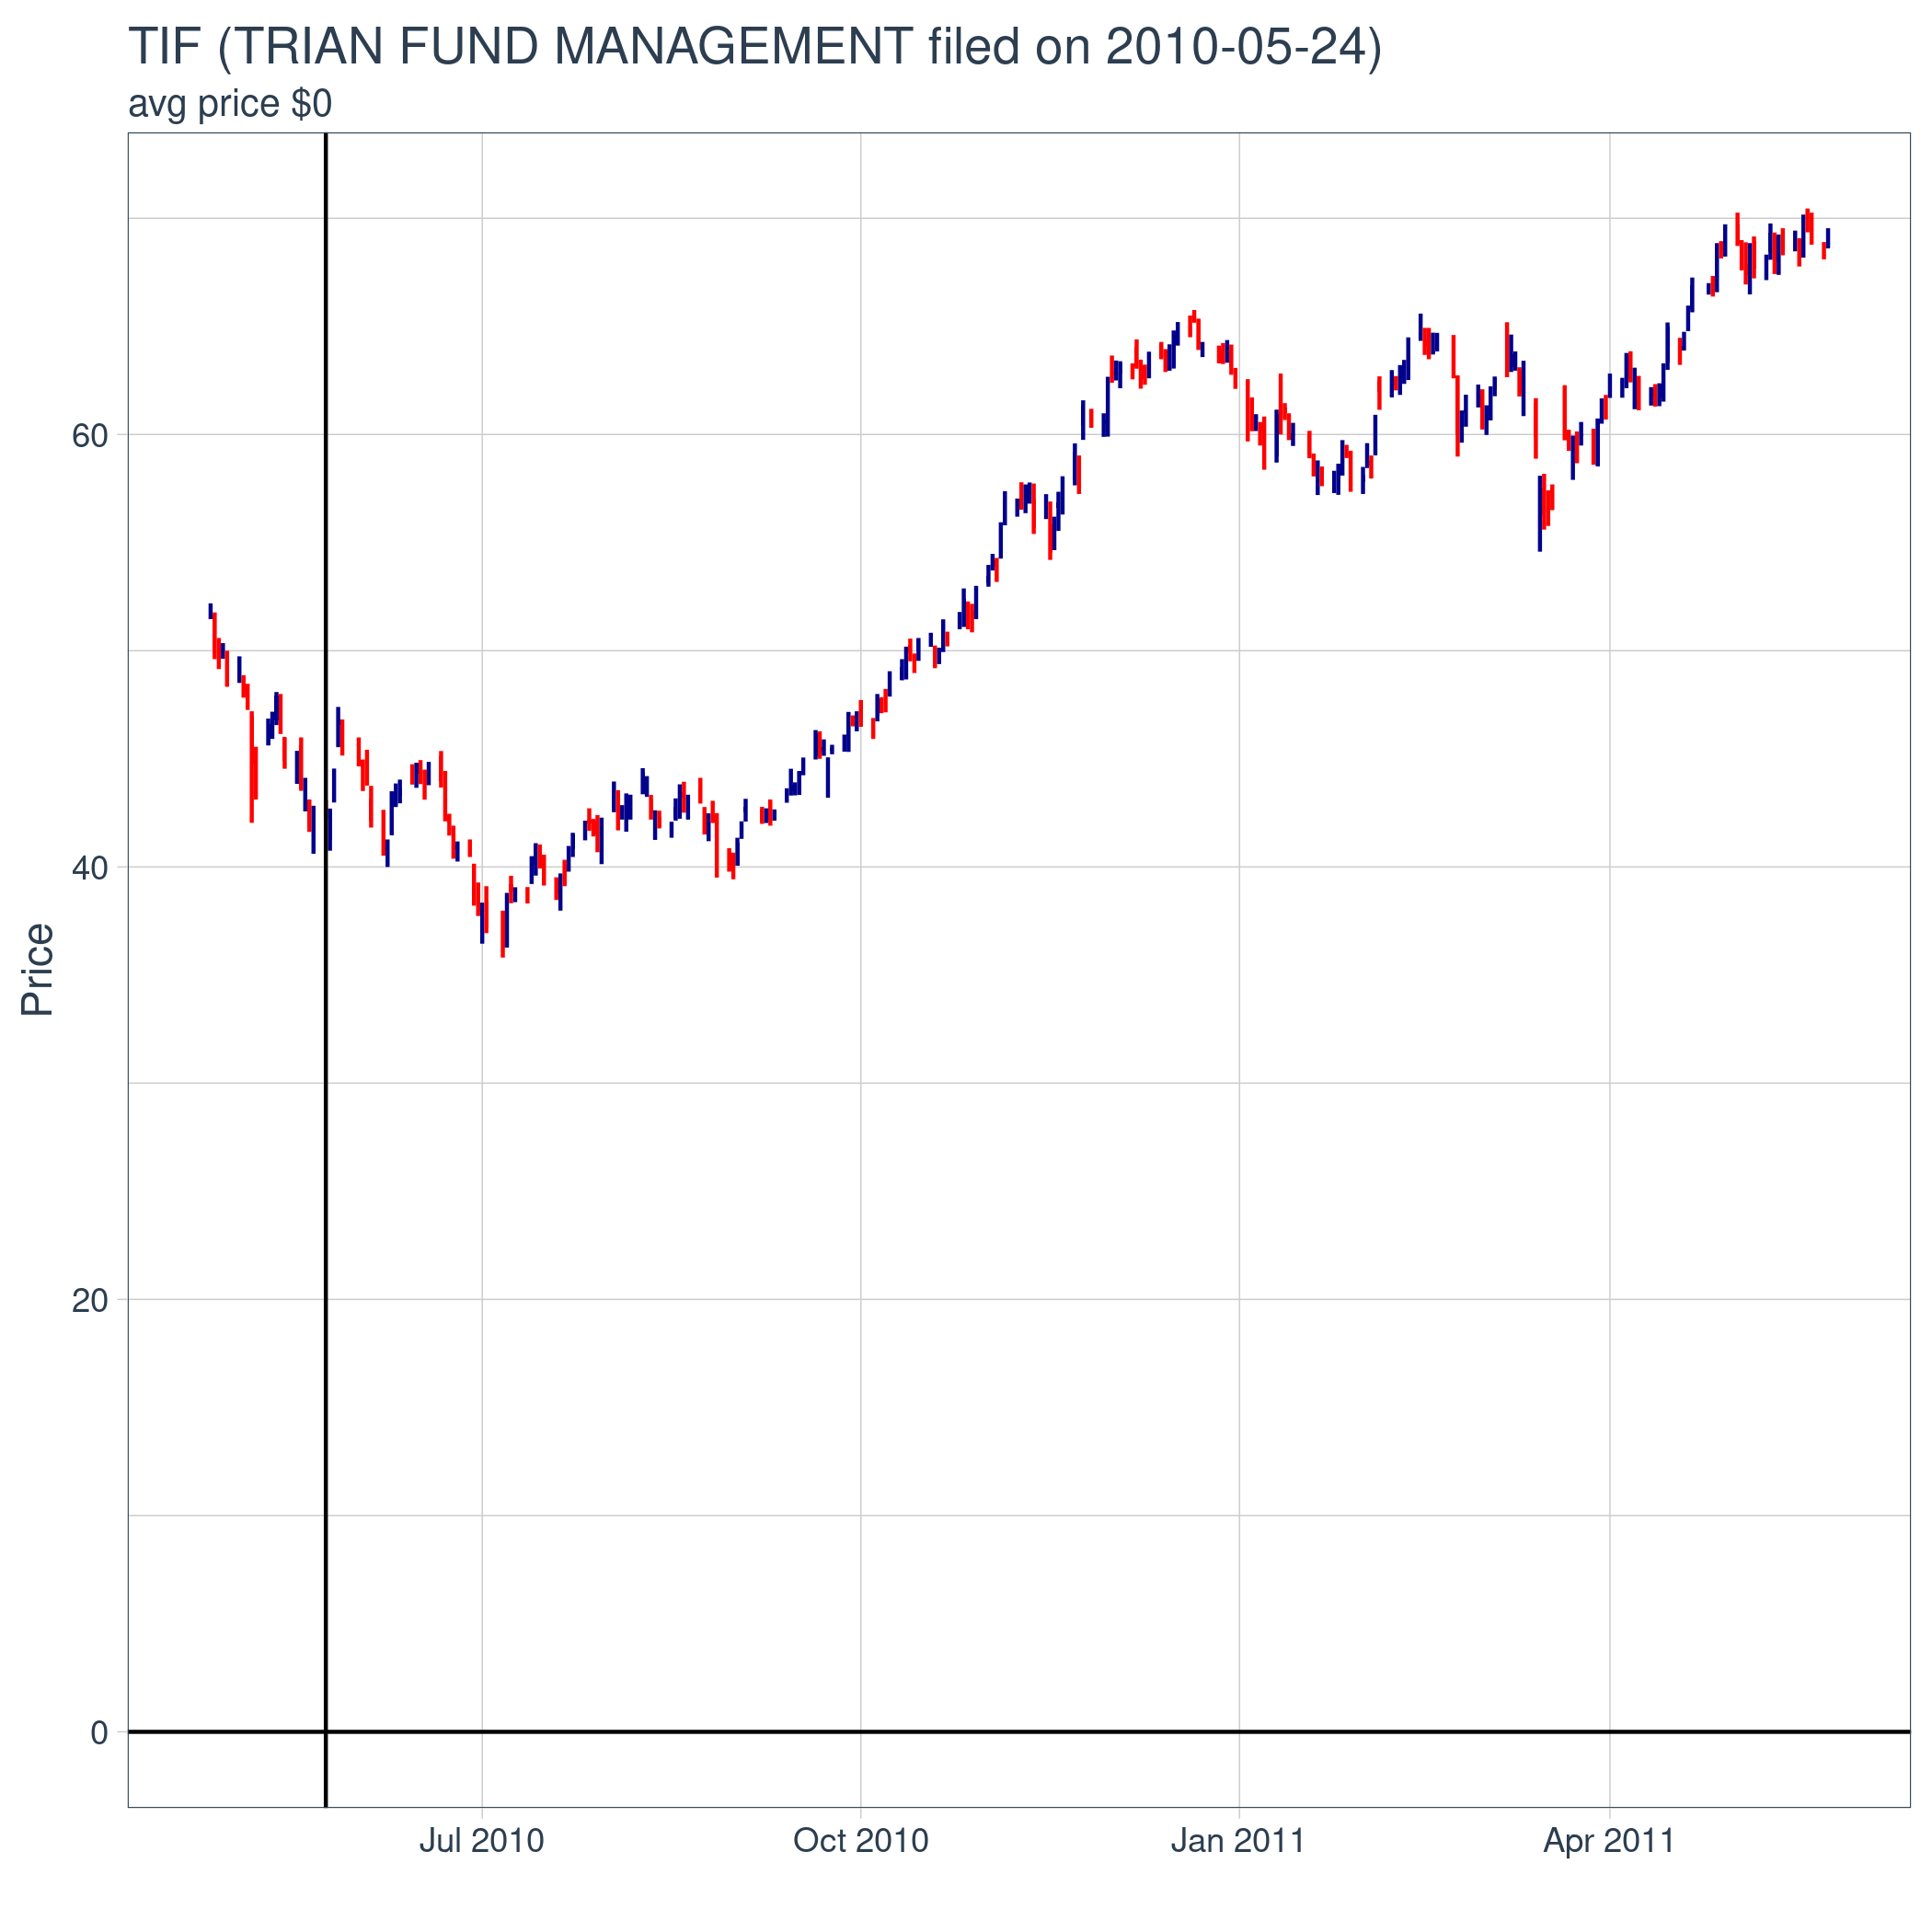 TIF (TRIAN FUND MANAGEMENT filed on 2010-05-24)
avg price $0
Price
60
40
20
0
Jul 2010
Oct 2010
Jan 2011
Apr 2011